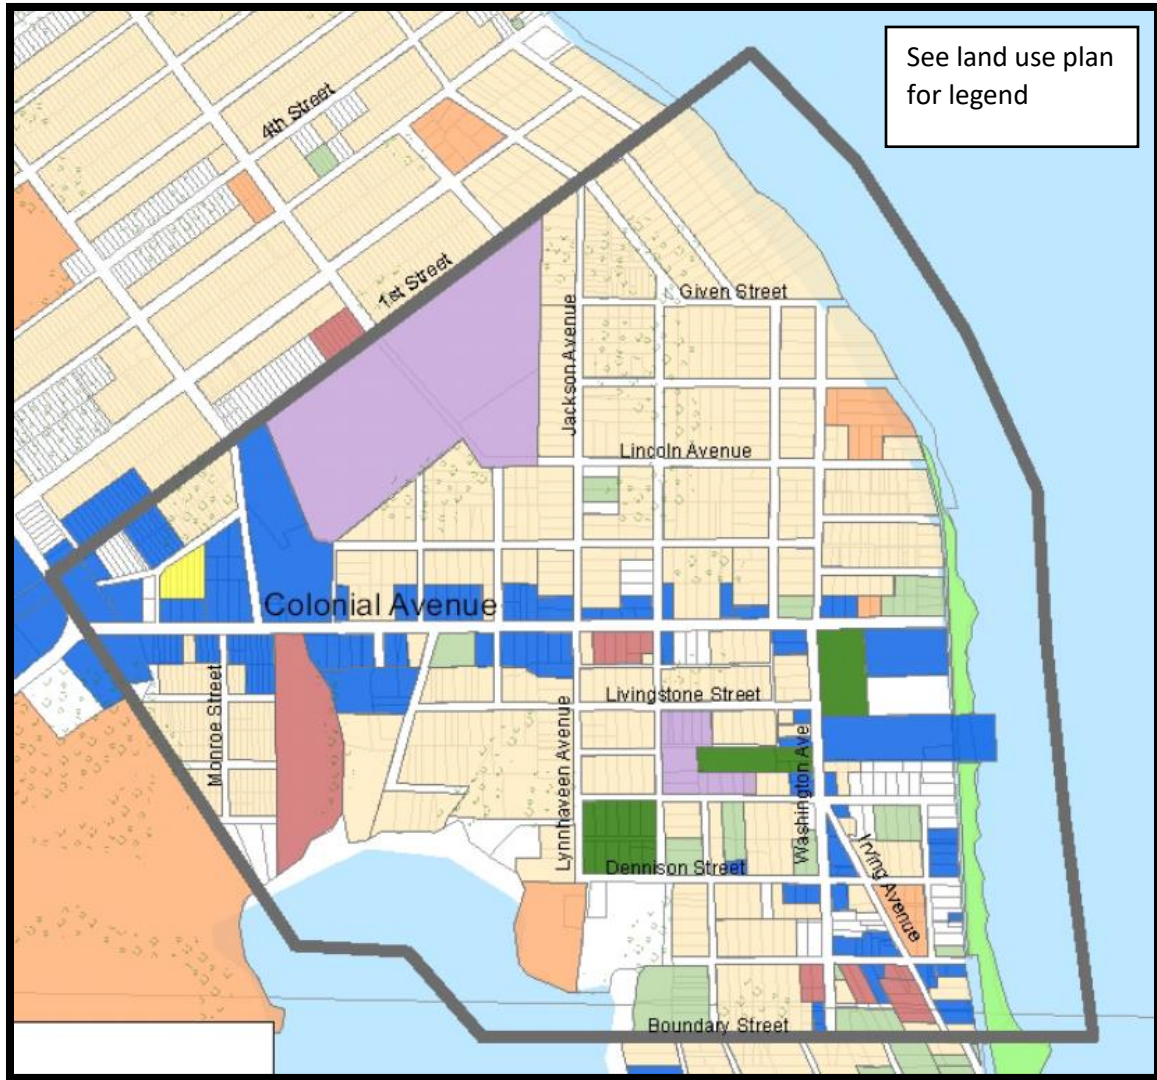 See land use plan
for legend
4th Street
1st Street
Given Street
Jackson Avenue
Lincoln Avenue
Colonial Avenue
Monroe Street
Livingstone Street
Lynnhaveen Avenue
Washington Ave
Irving Avenue
Dennison Street
Boundary Street